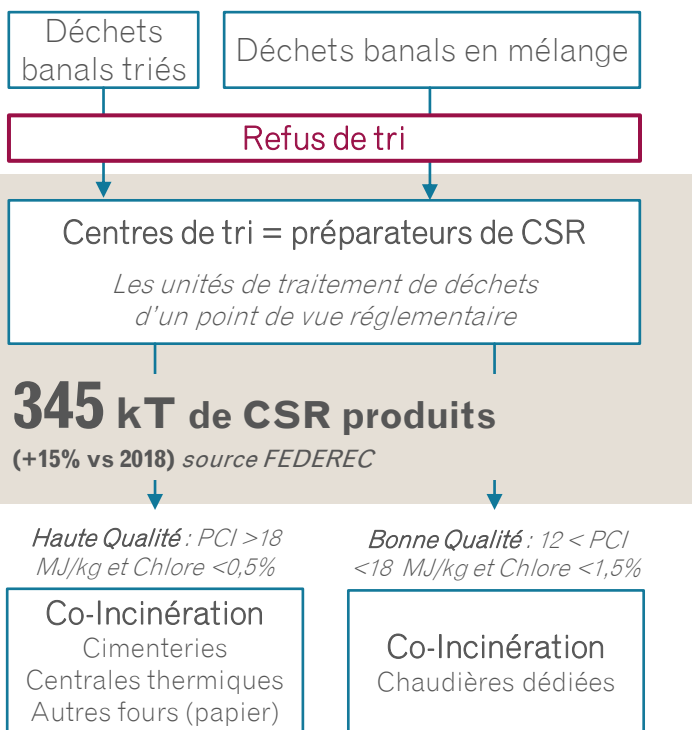 Déchets
banals triés
Déchets banals en mélange
Refus de tri
Centres de tri = préparateurs de CSR
Les unités de traitement de déchets
d'un point de vue réglementaire
345 kT de CSR produits
(+15% vs 2018) source FEDEREC
Haute Qualité : PCI >18
MJ/kg et Chlore <0,5%
Bonne Qualité : 12 < PCI
<18 MJ/kg et Chlore <1,5%
Co-Incinération
Cimenteries
Centrales thermiques
Autres fours (papier)
Co-Incinération
Chaudières dédiées